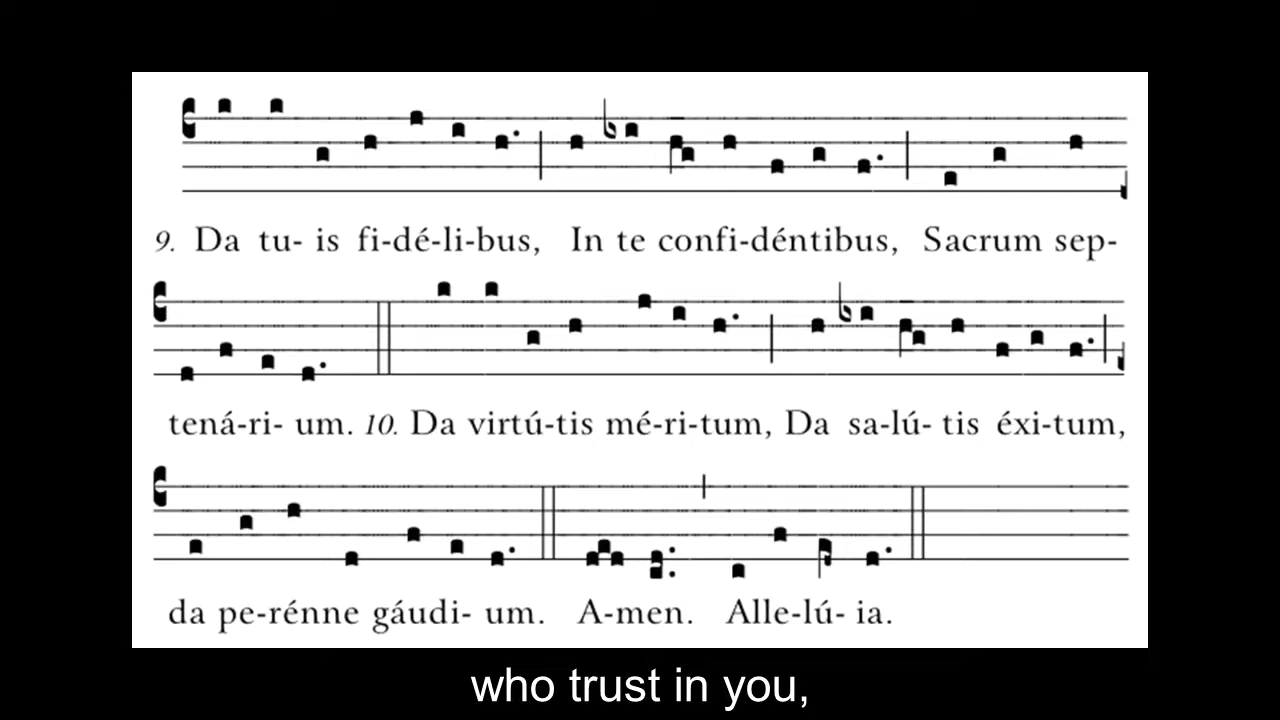 9. Da tu- is fi-dé-li-bus, In te confi-déntibus, Sacrum sep-
tená-ri- um. 10. Da virtú-tis mé-ri-tum, Da sa-lú- tis éxi-tum,
da pe-rénne gáudi- um. A-men. Alle-lú- ia.
who trust in you,